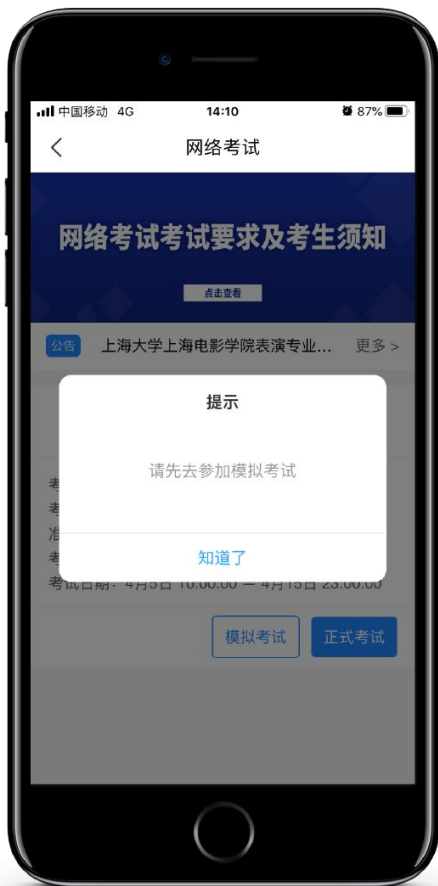 中国移动 4G 14:10 87%
网络考试
网络考试考试要求及考生须知
点击查看
公告 上海大学上海电影学院表演专业... 更多 >
提示
请先去参加模拟考试
知道了
考试日期：4月5日 10:00:00 — 4月15日 23:00:00
模拟考试 正式考试